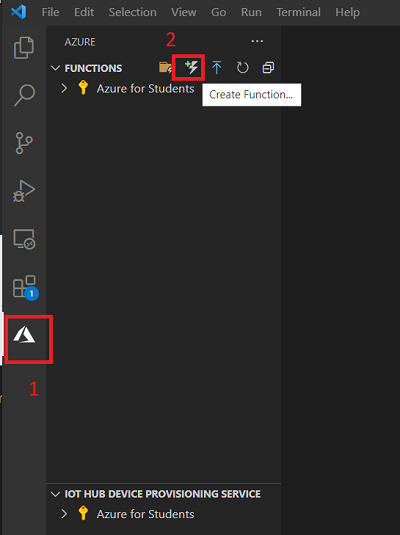 File Edit Selection View Go Run Terminal Help
AZURE
2
FUNCTIONS
Azure for Students
Create Function...
1
1
IOT HUB DEVICE PROVISIONING SERVICE
Azure for Students